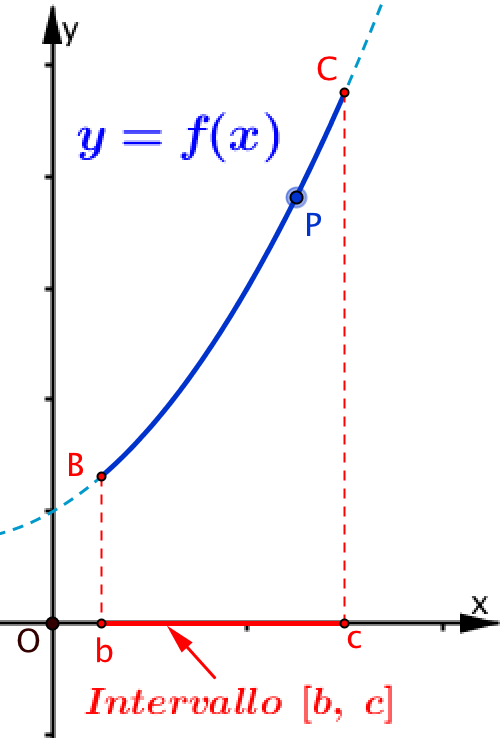 y
C
y = f(x)
P
B
x
O
b
c
Intervallo [b, c]